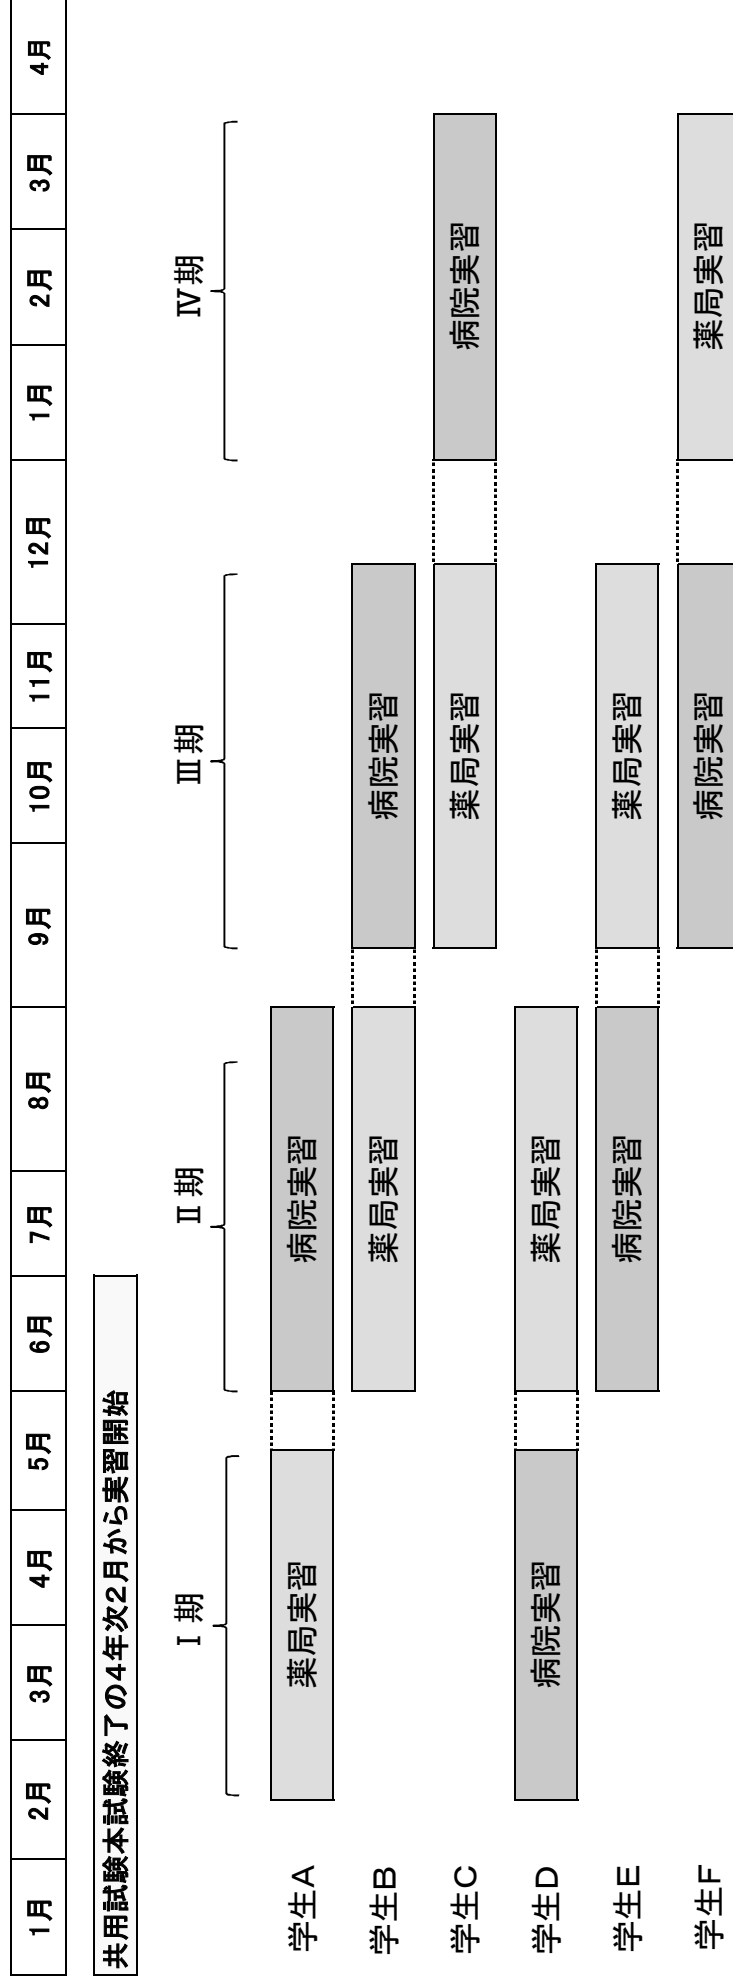 1月 2月 3月 4月 5月 6月 7月 8月 9月 10月 11月 12月 1月 2月 3月 4月
共用試験本試験終了の4年次2月から実習開始
Ⅰ期 Ⅱ期 Ⅲ期 Ⅳ期
学生A 薬局実習 病院実習
学生B 薬局実習 病院実習
学生C 薬局実習 病院実習
学生D 病院実習 薬局実習
学生E 病院実習 薬局実習
学生F 病院実習 薬局実習